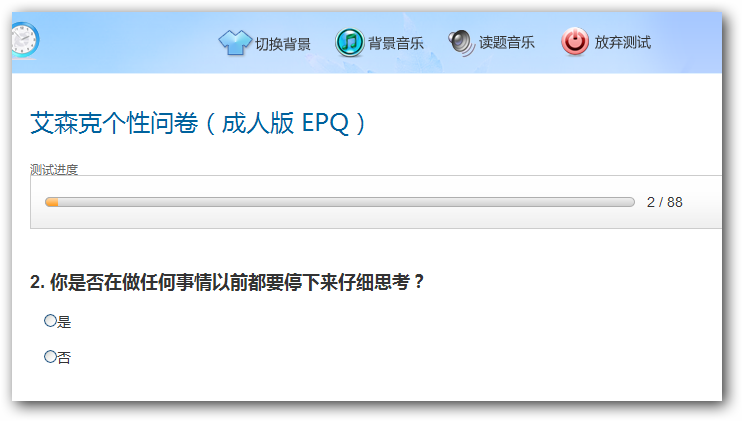 切换背景 背景音乐 读题音乐 放弃测试
艾森克个性问卷（成人版 EPQ）
测试进度
2 / 88
2. 你是否在做任何事情以前都要停下来仔细思考？
是
否